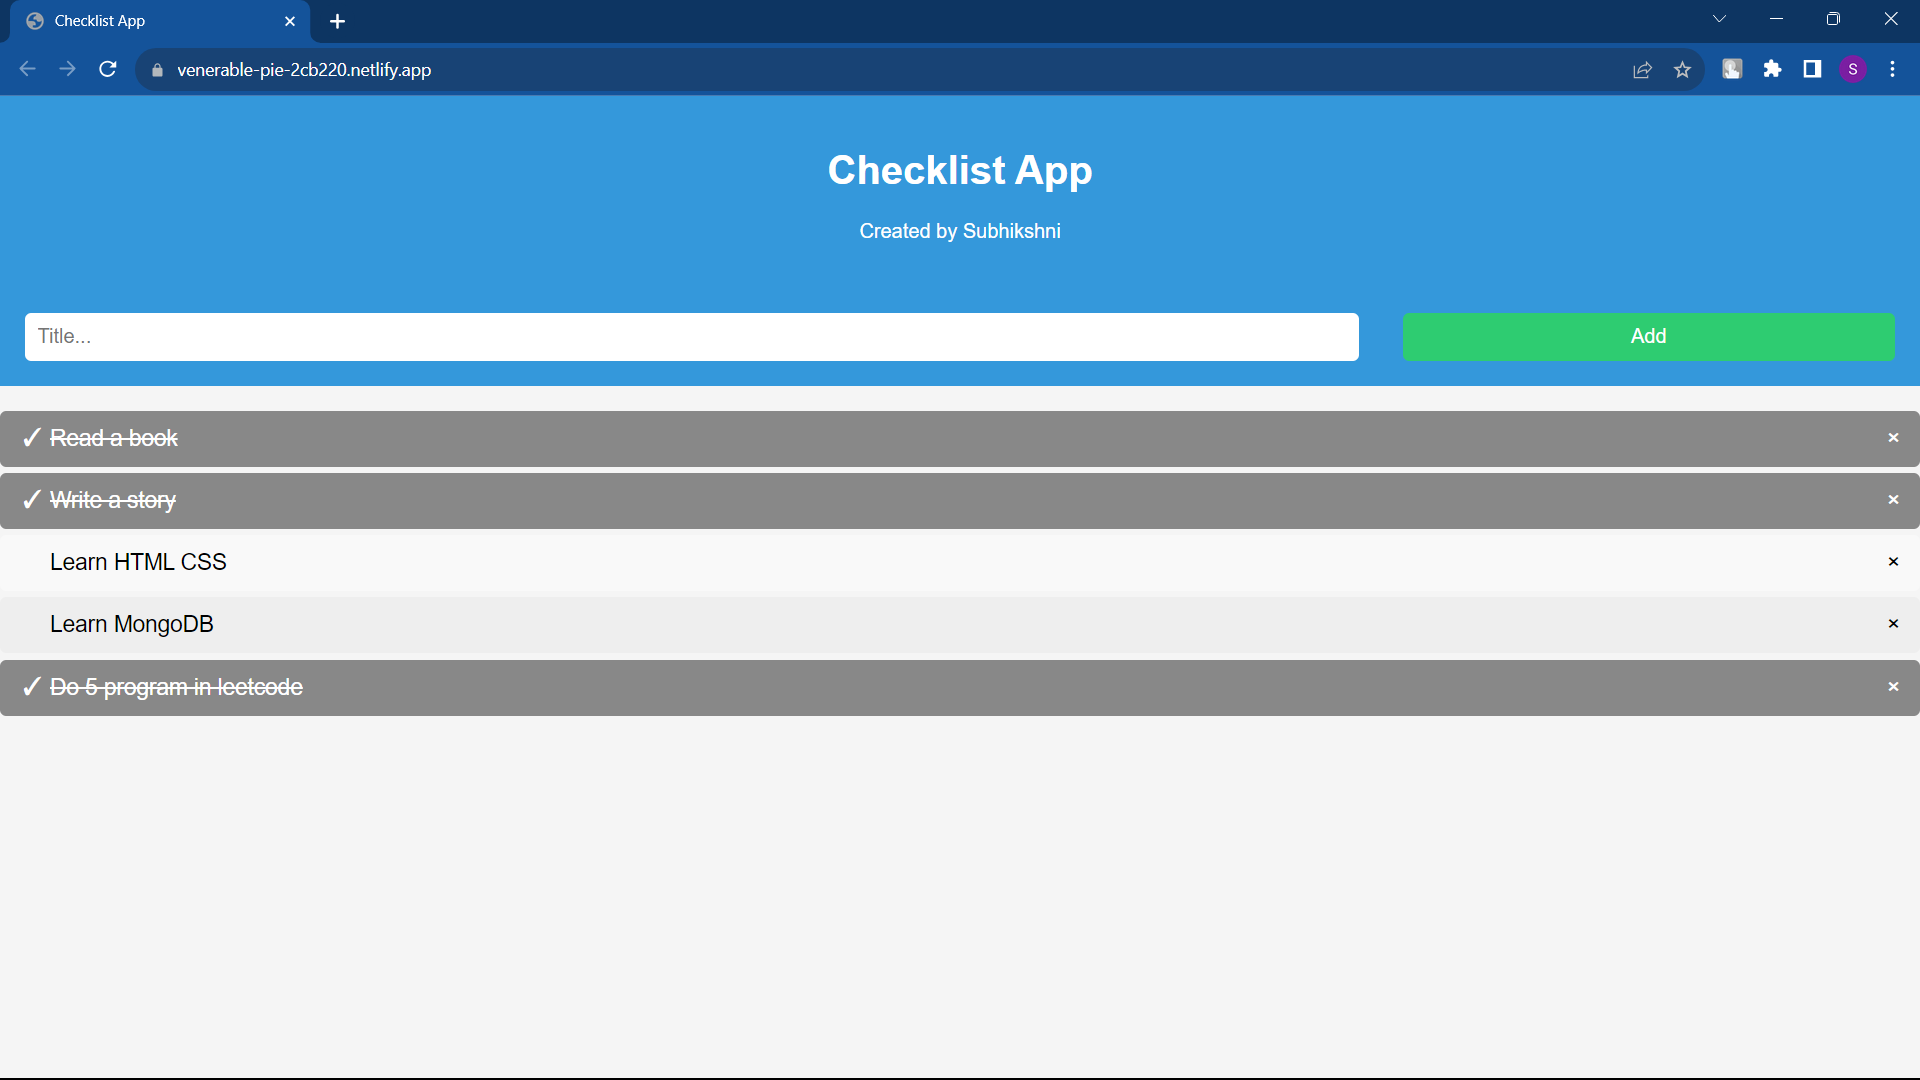 Checklist App
venerable-pie-2cb220.netlify.app
S
Checklist App
Created by Subhikshni
Title...
Add
✓ Read a book ×
✓ Write a story ×
Learn HTML CSS ×
Learn MongoDB ×
✓ Do 5 program in leetcode ×